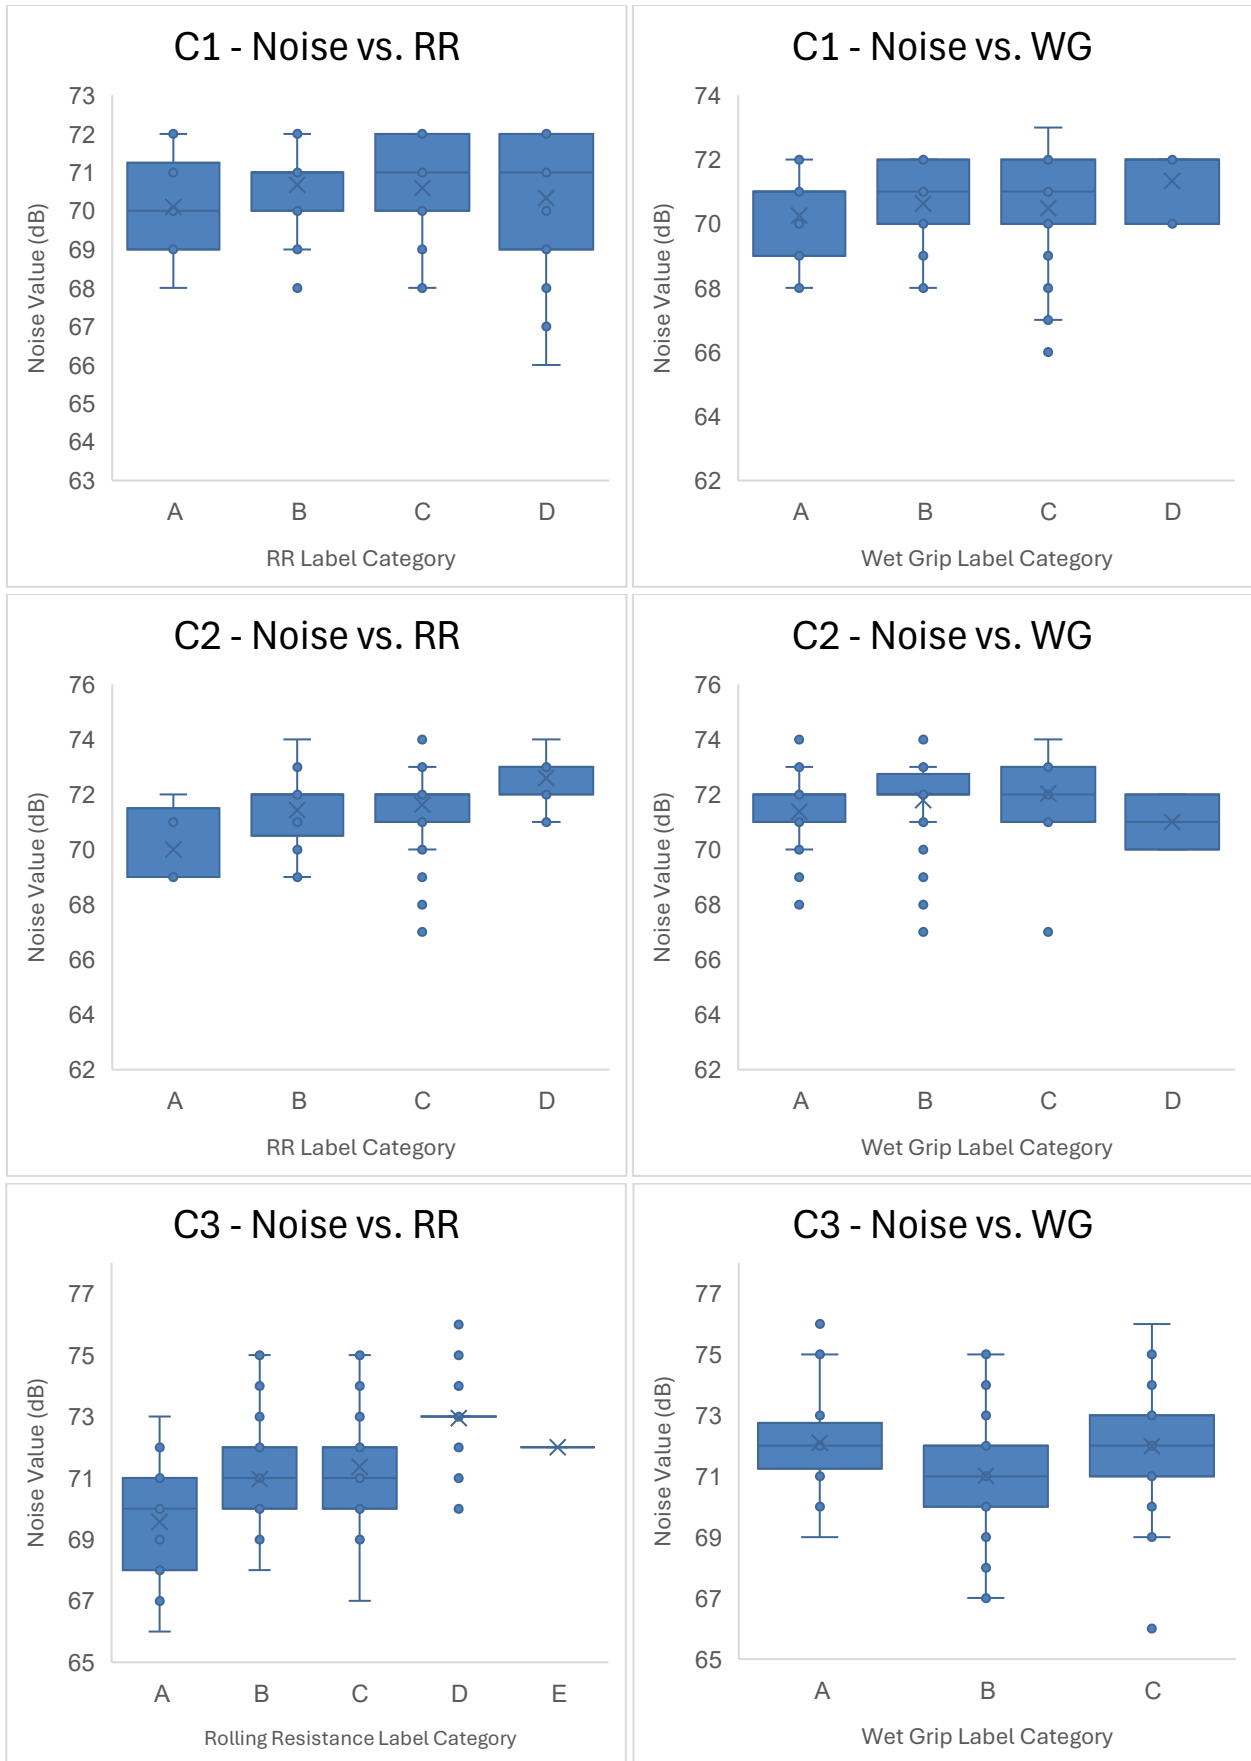 C1 - Noise vs. RR
Noise Value (dB)
73
72
71
70
69
68
67
66
65
64
63
A B C D
RR Label Category
C1 - Noise vs. WG
Noise Value (dB)
74
72
70
68
66
64
62
A B C D
Wet Grip Label Category
C2 - Noise vs. RR
Noise Value (dB)
76
74
72
70
68
66
64
62
A B C D
RR Label Category
C2 - Noise vs. WG
Noise Value (dB)
76
74
72
70
68
66
64
62
A B C D
Wet Grip Label Category
C3 - Noise vs. RR
Noise Value (dB)
77
75
73
71
69
67
65
A B C D E
Rolling Resistance Label Category
C3 - Noise vs. WG
Noise Value (dB)
77
75
73
71
69
67
65
A B C
Wet Grip Label Category